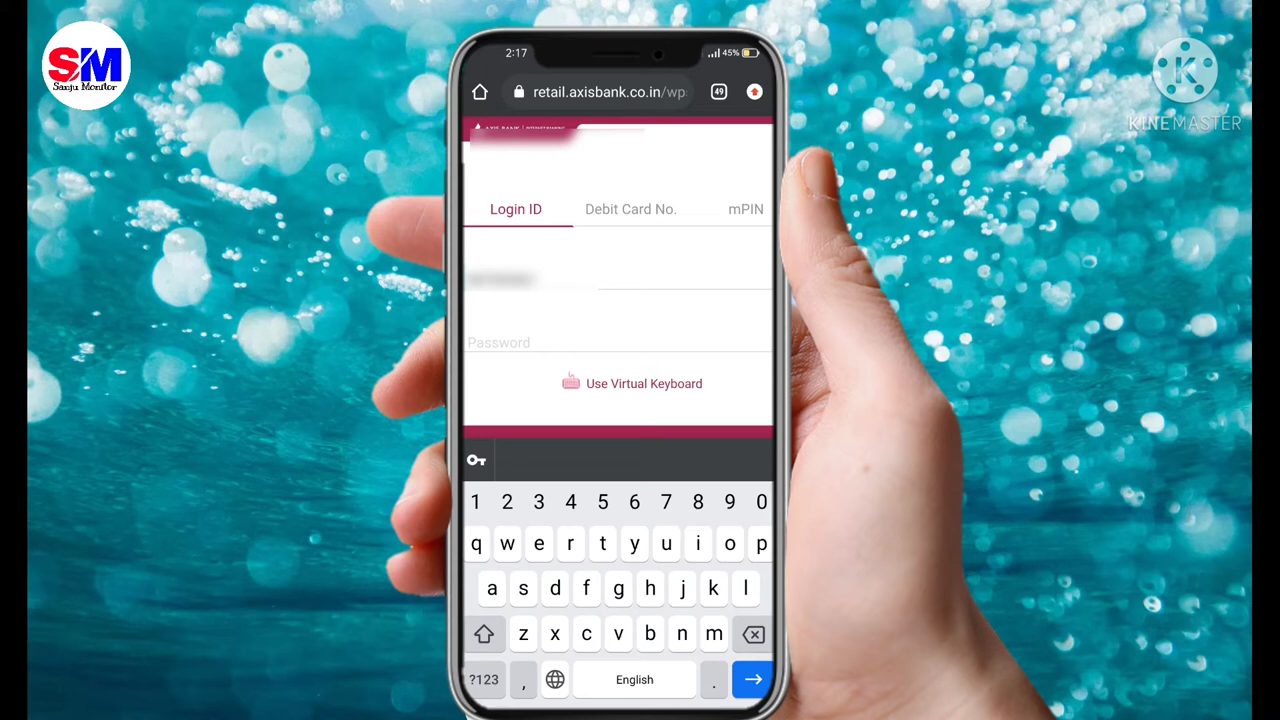 SM
Sanju Monitor
KINEMASTER
2:17
45%
retail.axisbank.co.in/wp
49
Login ID Debit Card No. mPIN
Password
Use Virtual Keyboard
1 2 3 4 5 6 7 8 9 0
q w e r t y u i o p
a s d f g h j k l
z x c v b n m
?123 , English .